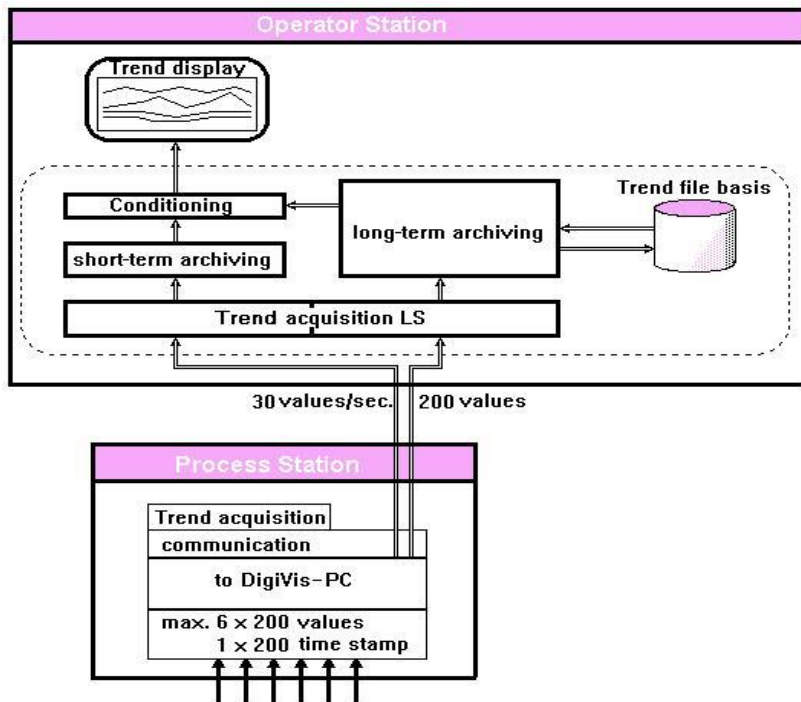 Operator Station
Trend display
Trend file basis
Conditioning
long-term archiving
short-term archiving
Trend acquisition LS
30 values/sec.
200 values
Process Station
Trend acquisition
communication
to DigiVis-PC
max. 6 x 200 values
1 x 200 time stamp